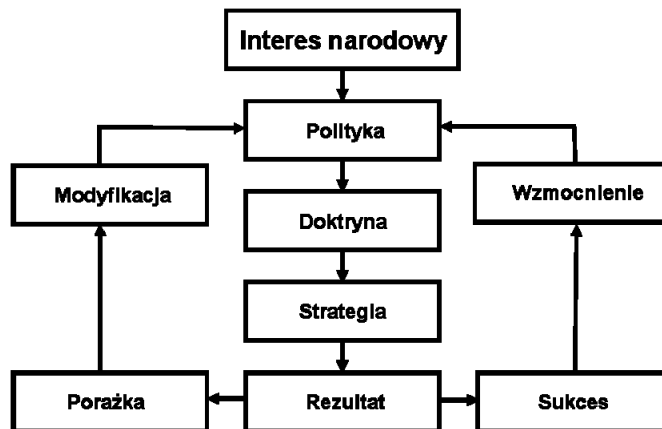 Interes narodowy
Polityka
Modyfikacja
Wzmocnienie
Doktryna
Strategia
Porażka
Rezultat
Sukces